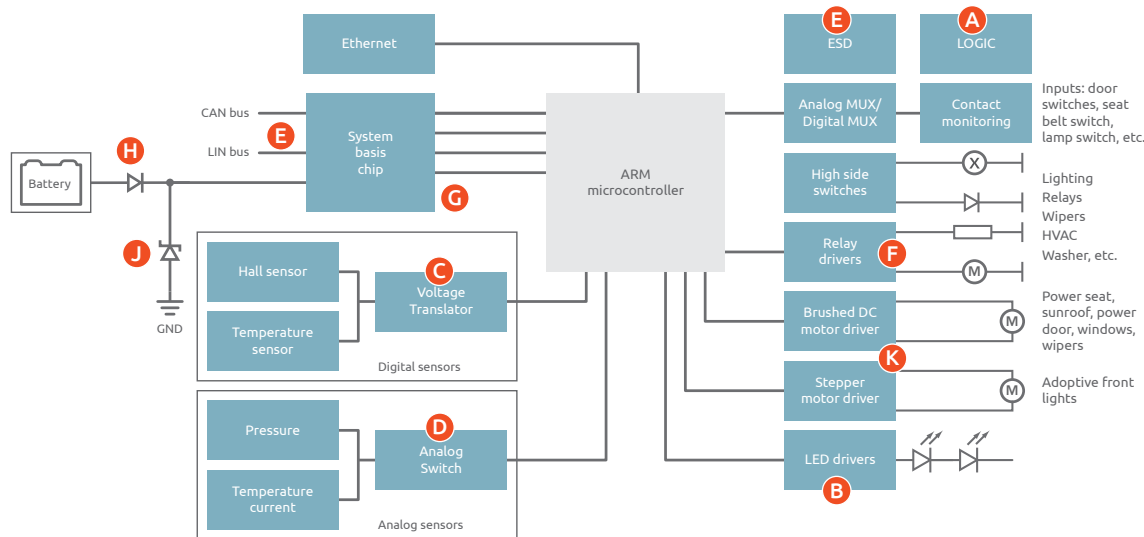 Ethernet
CAN bus
E
LIN bus
System
basis
chip
G
H
Battery
J
GND
Hall sensor
Temperature
sensor
C
Voltage
Translator
Digital sensors
Pressure
Temperature
current
D
Analog
Switch
Analog sensors
ARM
microcontroller
E
ESD
A
LOGIC
Analog MUX/
Digital MUX
Contact
monitoring
Inputs: door
switches, seat
belt switch,
lamp switch, etc.
High side
switches
X
Lighting
Relays
Wipers
HVAC
Washer, etc.
Relay
drivers
F
M
Brushed DC
motor driver
M
Power seat,
sunroof, power
door, windows,
wipers
K
Stepper
motor driver
M
Adoptive front
lights
LED drivers
B